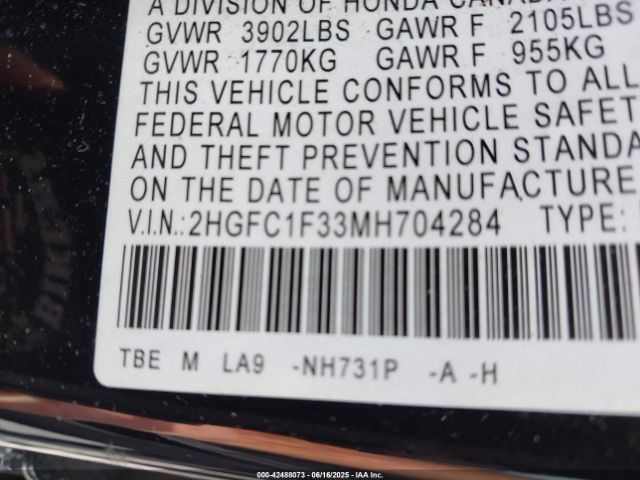 A DIVISION OF HONDA CANADA
GVWR 3902LBS GAWR F 2105LBS
GVWR 1770KG GAWR F 955KG
THIS VEHICLE CONFORMS TO ALL
FEDERAL MOTOR VEHICLE SAFET
AND THEFT PREVENTION STANDA
ON THE DATE OF MANUFACTURE
V.I.N.:2HGFC1F33MH704284 TYPE:
TBE M LA9 -NH731P -A -H
000-42488073 - 06/16/2025 - IAA Inc.